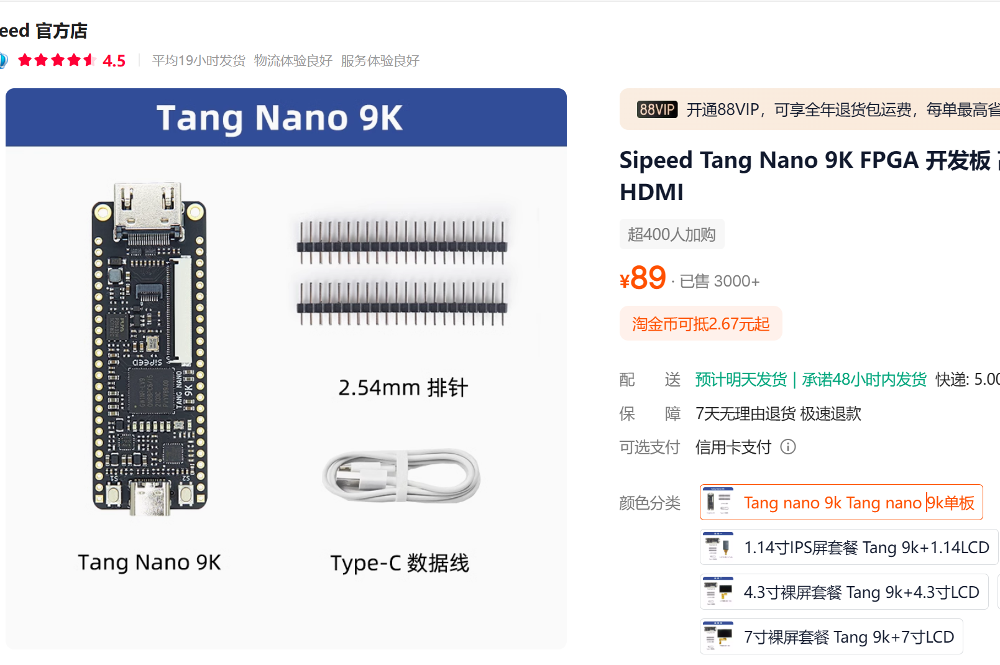 eed 官方店
4.5 平均19小时发货 物流体验良好 服务体验良好
Tang Nano 9K
SiPEED
TANG NANO 9K
S1
S2
2.54mm 排针
Tang Nano 9K
Type-C 数据线
88VIP 开通88VIP，可享全年退货包运费，每单最高省
Sipeed Tang Nano 9K FPGA 开发板
HDMI
超400人加购
¥89 · 已售 3000+
淘金币可抵2.67元起
配送 预计明天发货 | 承诺48小时内发货 快递: 5.00
保障 7天无理由退货 极速退款
可选支付 信用卡支付
颜色分类 Tang nano 9k Tang nano 9k单板
1.14寸IPS屏套餐 Tang 9k+1.14LCD
4.3寸裸屏套餐 Tang 9k+4.3寸LCD
7寸裸屏套餐 Tang 9k+7寸LCD